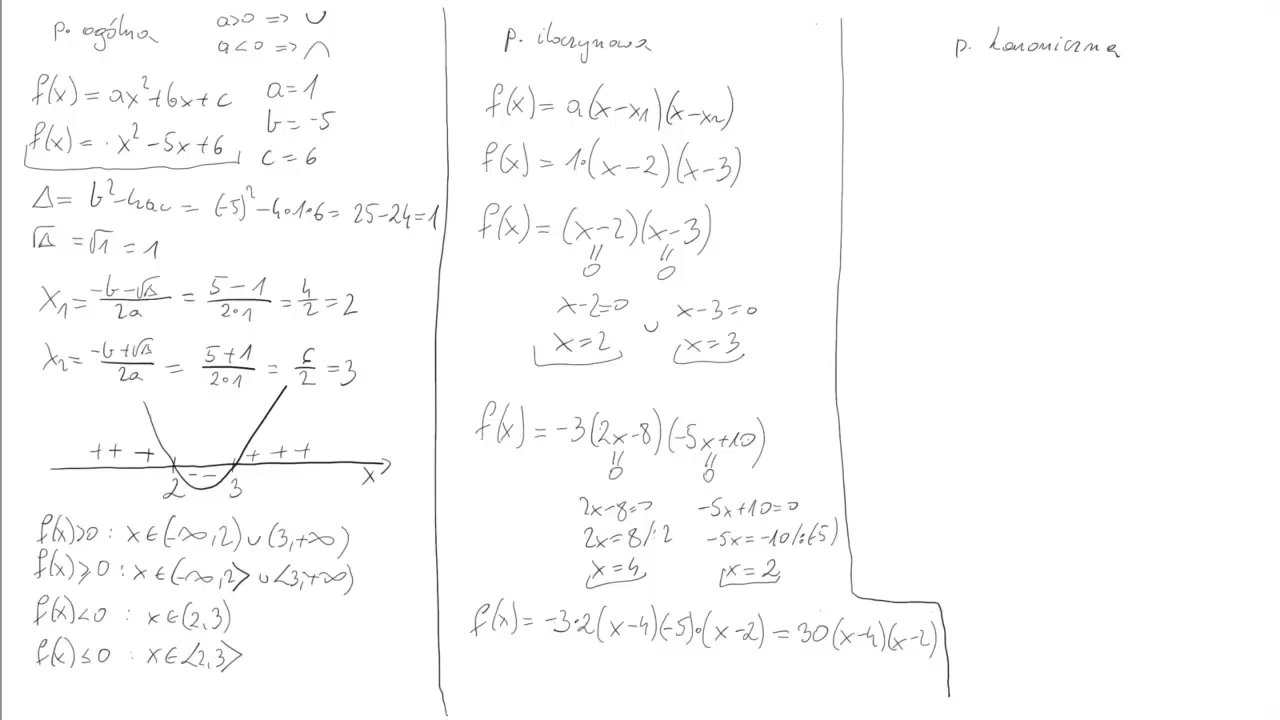 p. ogólna
a>0 => ∪
a<0 => ∩
f(x) = ax²+bx+c
a=1
f(x) = x² - 5x + 6
b = -5
c = 6
Δ = b²-4ac = (-5)² - 4·1·6 = 25-24 = 1
√Δ = √1 = 1
x₁ = (-b-√Δ)/2a = (5-1)/(2·1) = 4/2 = 2
x₂ = (-b+√Δ)/2a = (5+1)/(2·1) = 6/2 = 3
+ + + + + +
- -
2 3 x
f(x)>0 : x∈(-∞,2)∪(3,+∞)
f(x)⩾0 : x∈(-∞,2>∪<3,+∞)
f(x)<0 : x∈(2,3)
f(x)≤0 : x∈<2,3>
p. iloczynowa
f(x) = a(x-x₁)(x-x₂)
f(x) = 1·(x-2)(x-3)
f(x) = (x-2)(x-3)
= =
0 0
x-2=0 ∪ x-3=0
x=2 x=3
f(x) = -3(2x-8)(-5x+10)
= =
0 0
2x-8=0 -5x+10=0
2x=8/:2 -5x=-10/:(-5)
x=4 x=2
f(x) = -3·2(x-4)(-5)·(x-2) = 30(x-4)(x-2)
p. kanoniczna